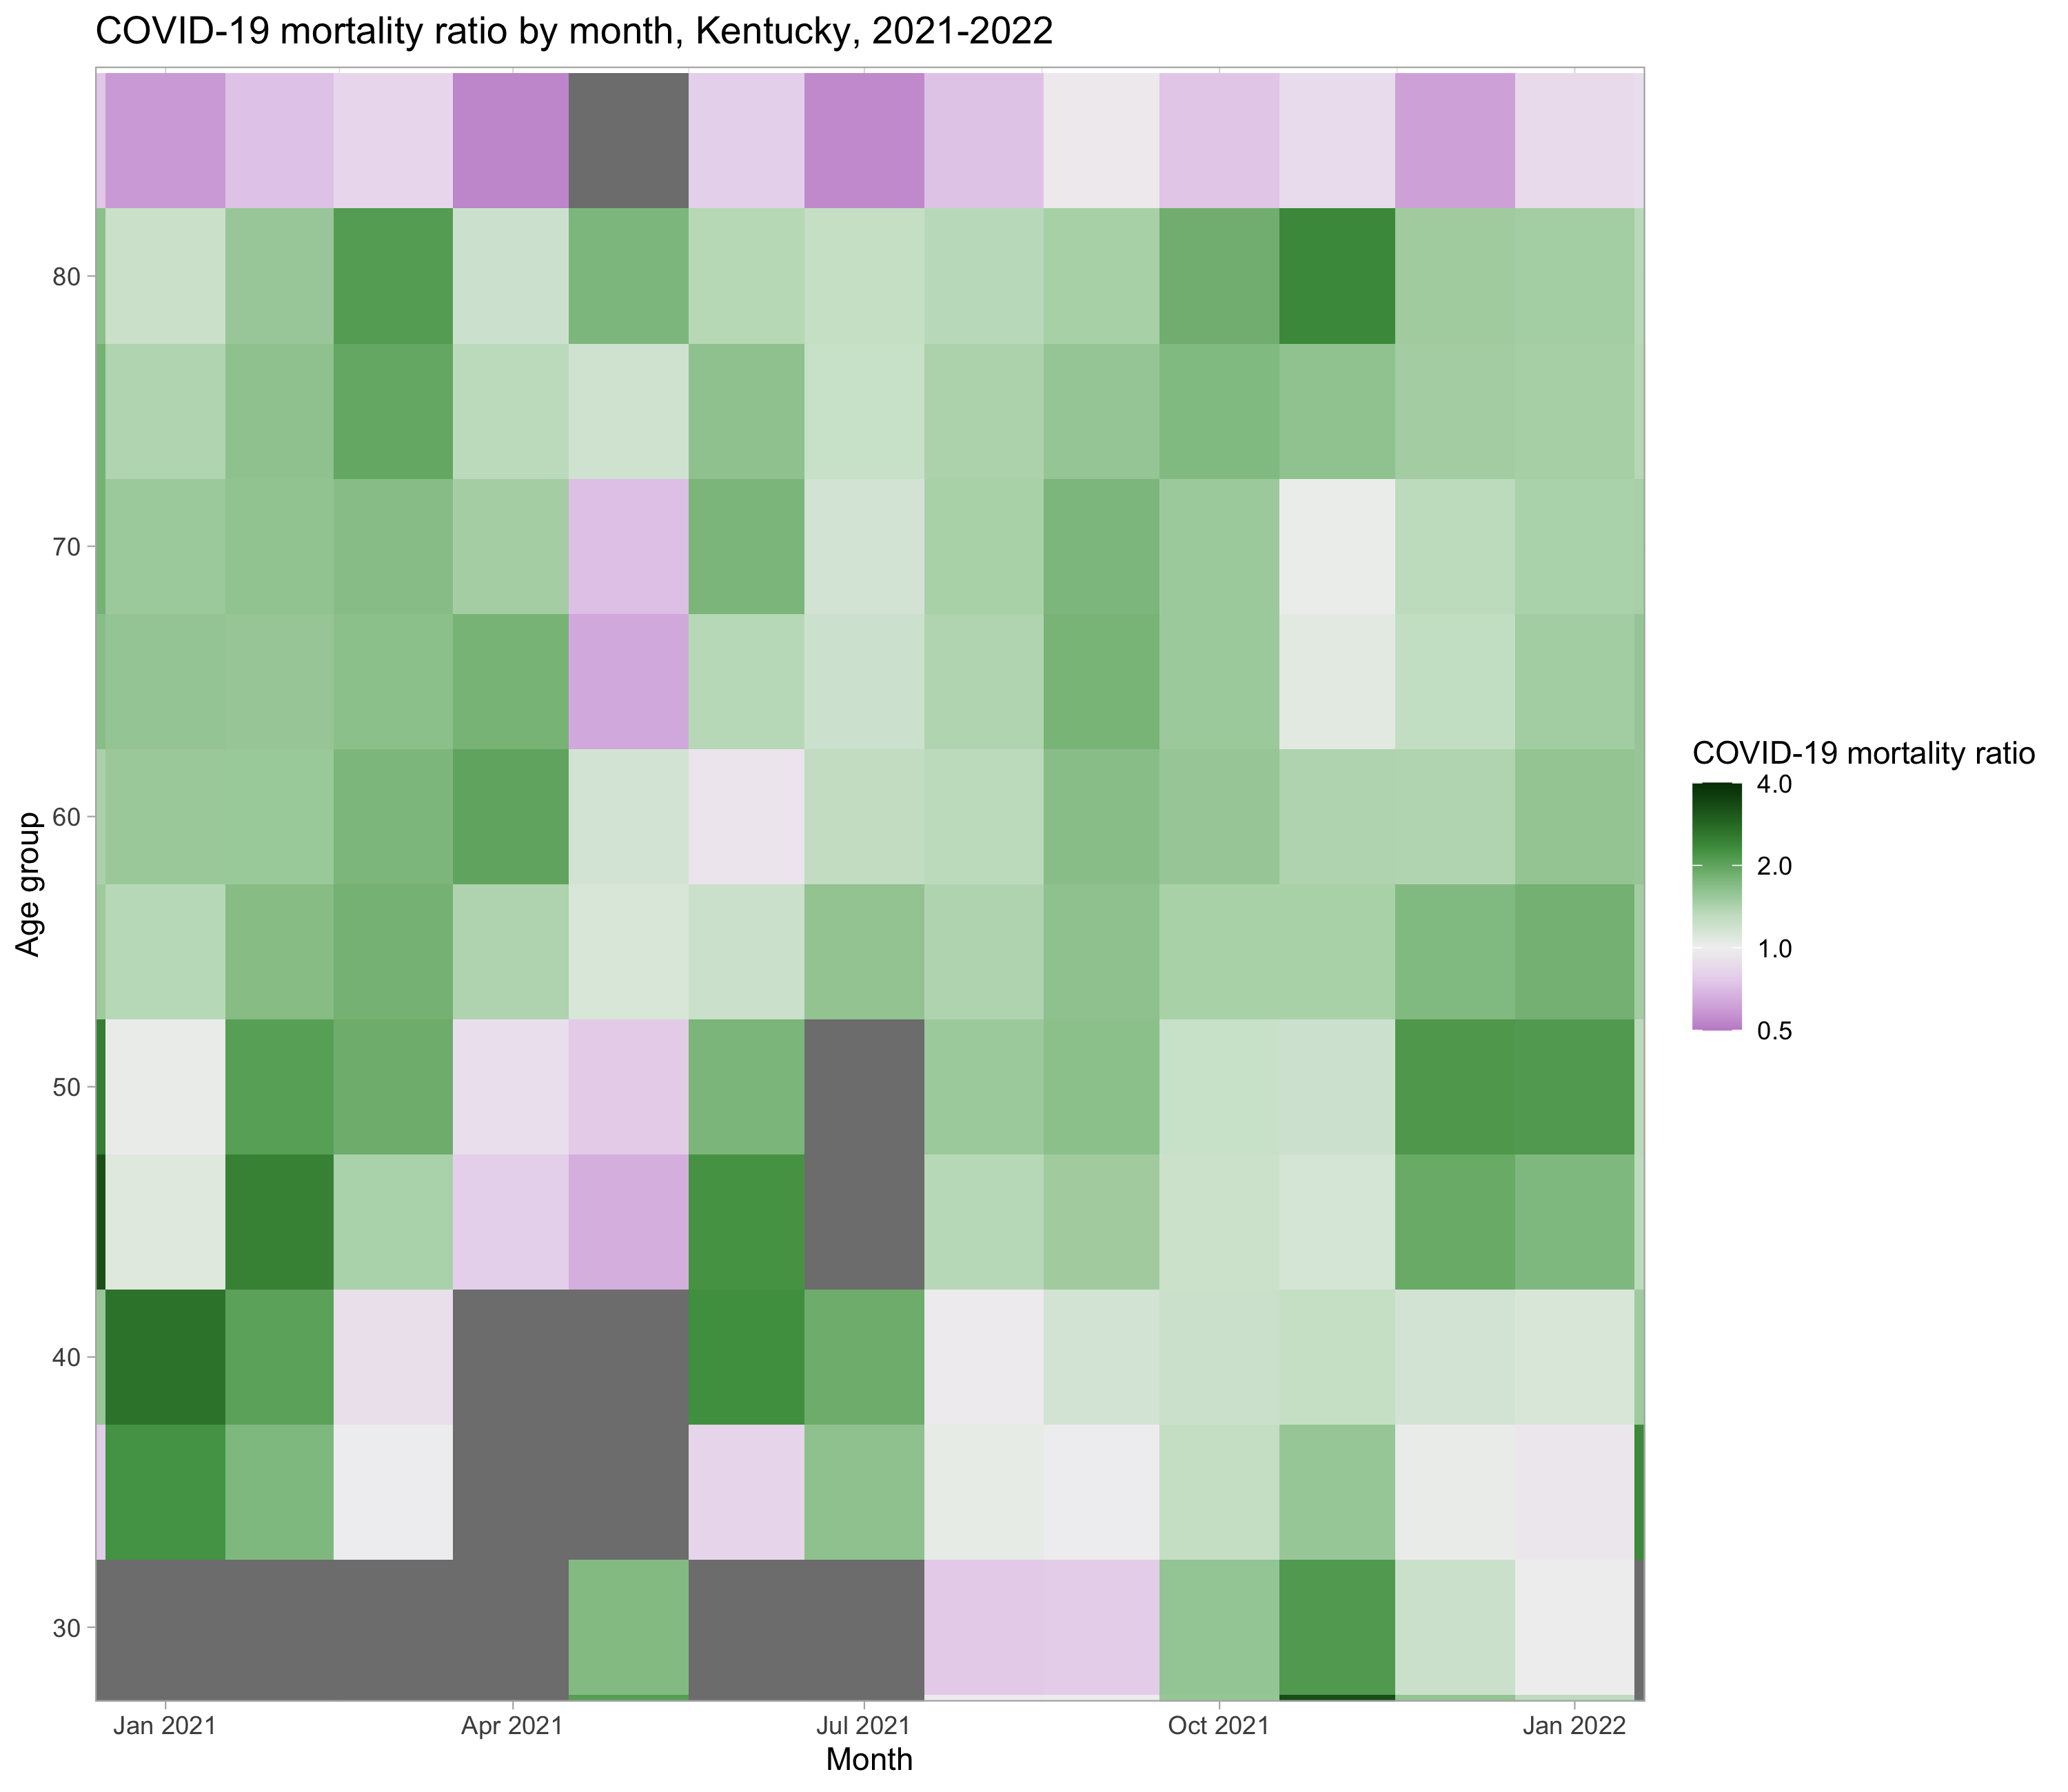 COVID-19 mortality ratio by month, Kentucky, 2021-2022
80
70
60
50
40
30
Age group
Jan 2021
Apr 2021
Jul 2021
Oct 2021
Jan 2022
Month
COVID-19 mortality ratio
4.0
2.0
1.0
0.5